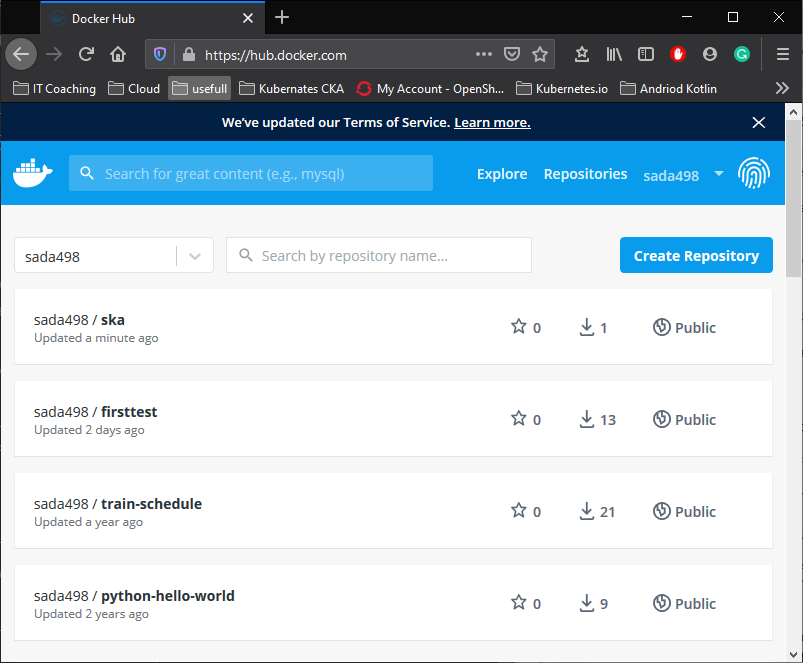 Docker Hub
https://hub.docker.com
IT Coaching Cloud usefull Kubernates CKA My Account - OpenSh... Kubernetes.io Andriod Kotlin
We've updated our Terms of Service. Learn more.
Search for great content (e.g., mysql) Explore Repositories sada498
sada498 Search by repository name... Create Repository
sada498 / ska
Updated a minute ago
0 1 Public
sada498 / firsttest
Updated 2 days ago
0 13 Public
sada498 / train-schedule
Updated a year ago
0 21 Public
sada498 / python-hello-world
Updated 2 years ago
0 9 Public